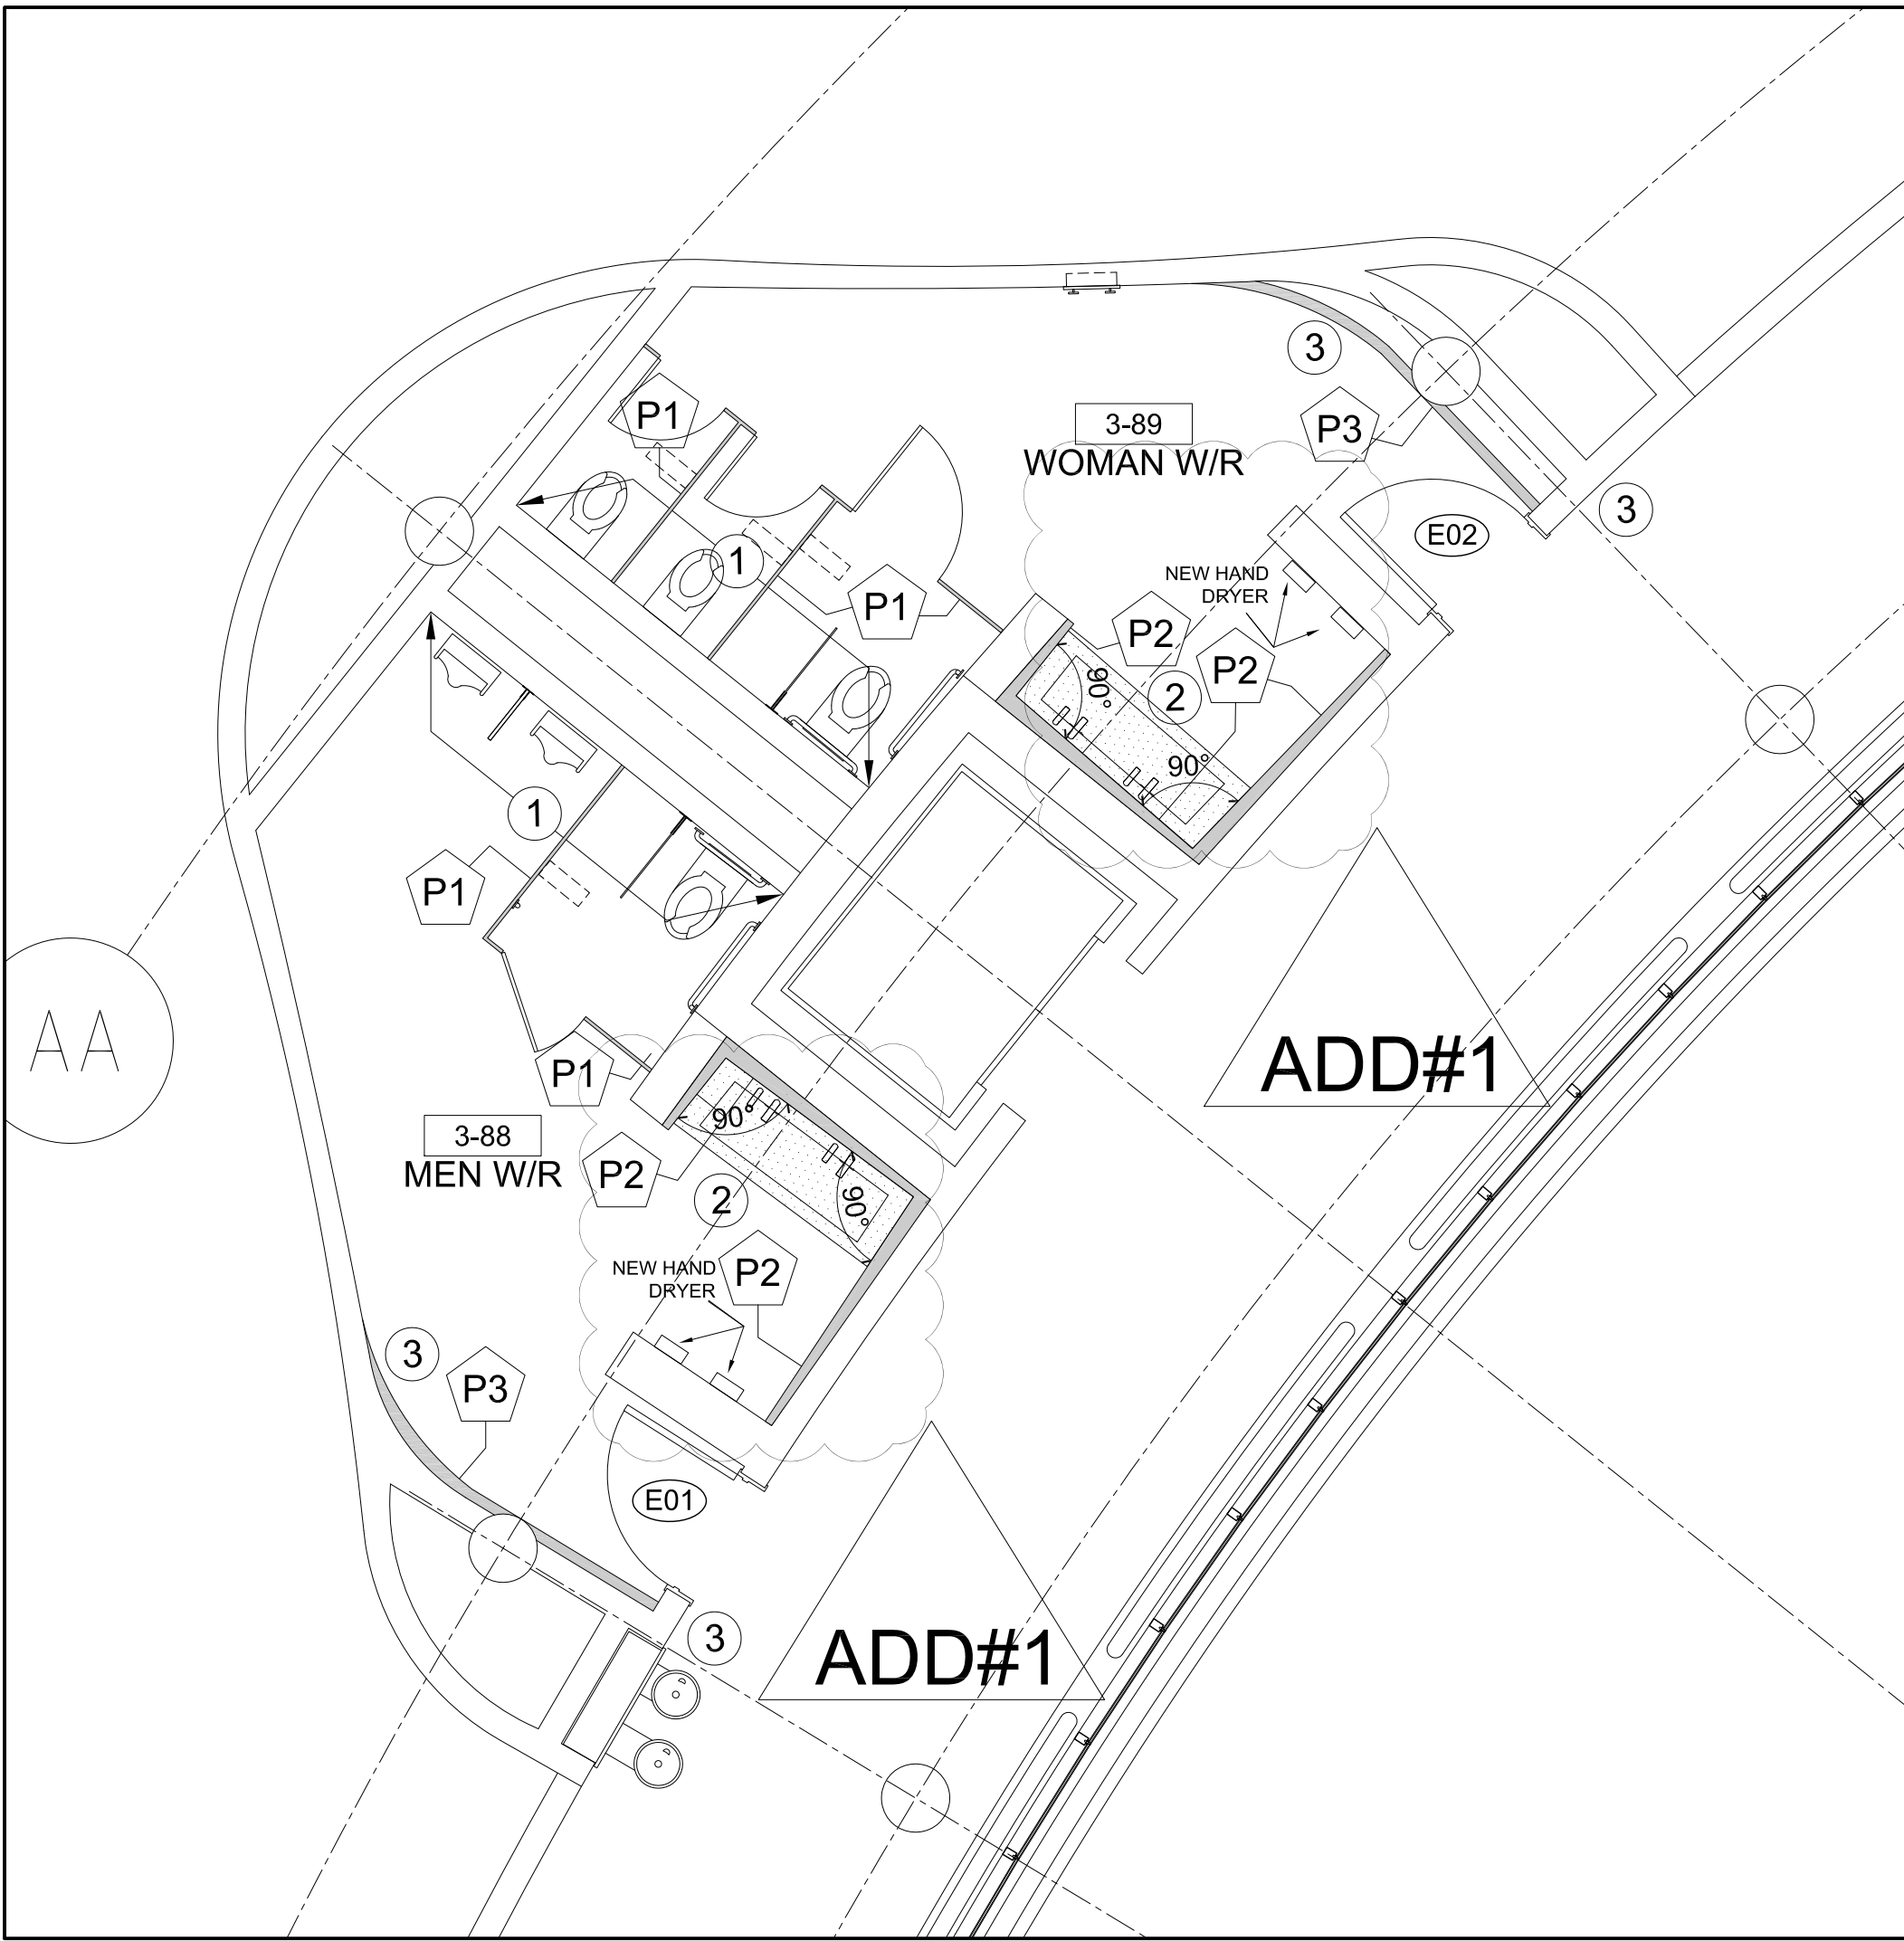 3
P1
3-89
WOMAN W/R
P3
3
E02
1
P1
NEW HAND
DRYER
P2
P2
2
90°
90°
1
P1
AA
ADD#1
P1
3-88
MEN W/R
90°
P2
2
90°
NEW HAND
DRYER
P2
3
P3
E01
3
ADD#1